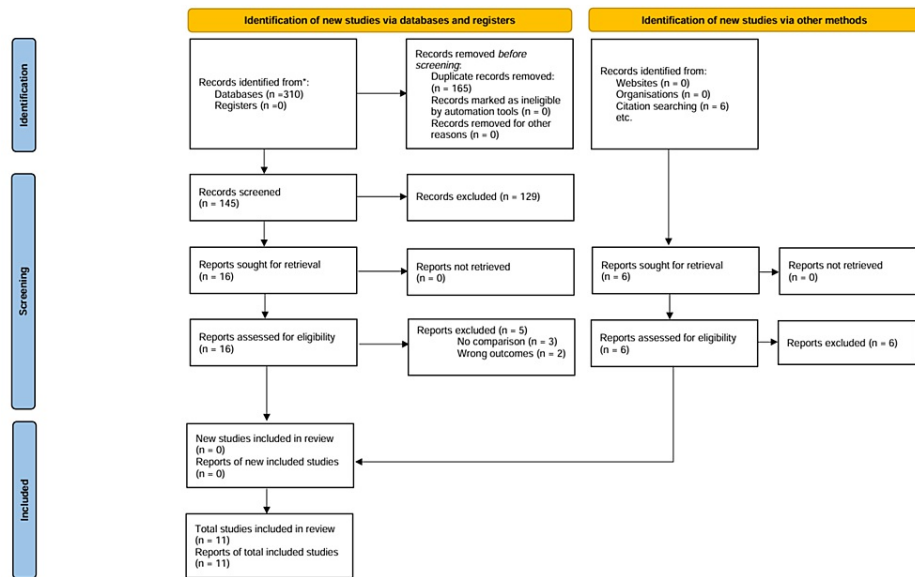 Identification of new studies via databases and registers
Identification of new studies via other methods
Identification
Records identified from*:
Databases (n =310)
Registers (n =0)
Records removed before
screening:
Duplicate records removed:
(n = 165)
Records marked as ineligible
by automation tools (n = 0)
Records removed for other
reasons (n = 0)
Records identified from:
Websites (n = 0)
Organisations (n = 0)
Citation searching (n = 6)
etc.
Screening
Records screened
(n = 145)
Records excluded (n = 129)
Reports sought for retrieval
(n = 16)
Reports not retrieved
(n = 0)
Reports sought for retrieval
(n = 6)
Reports not retrieved
(n = 0)
Reports assessed for eligibility
(n = 16)
Reports excluded (n = 5)
No comparison (n = 3)
Wrong outcomes (n = 2)
Reports assessed for eligibility
(n = 6)
Reports excluded (n = 6)
Included
New studies included in review
(n = 0)
Reports of new included studies
(n = 0)
Total studies included in review
(n = 11)
Reports of total included studies
(n = 11)